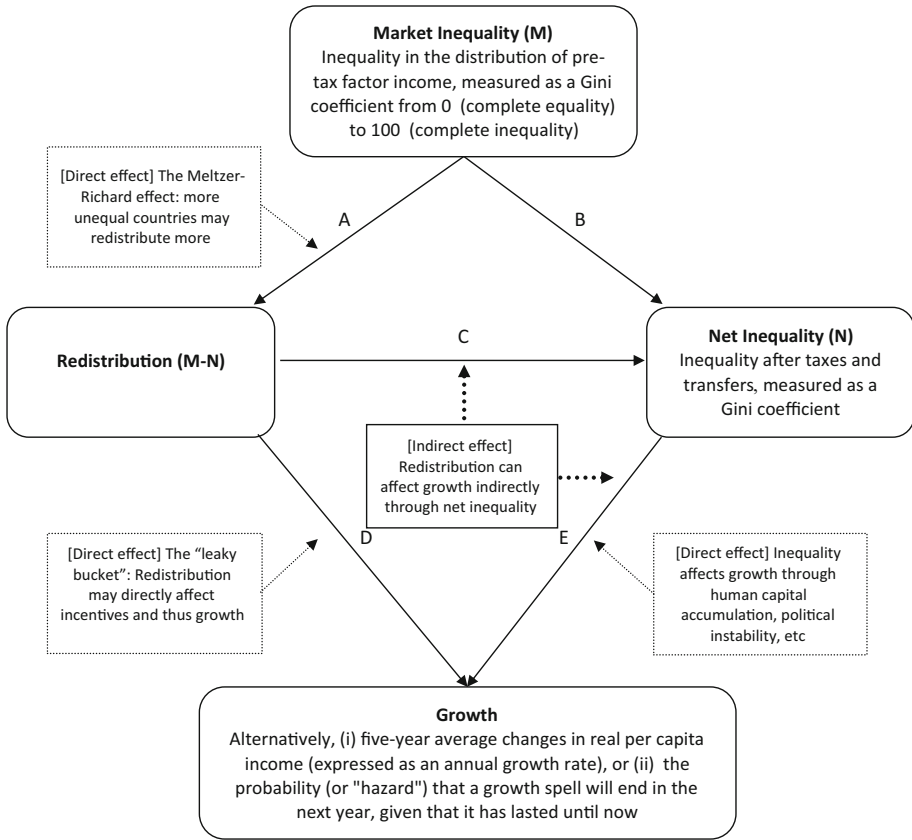 Market Inequality (M)
Inequality in the distribution of pre-
tax factor income, measured as a Gini
coefficient from 0 (complete equality)
to 100 (complete inequality)
[Direct effect] The Meltzer-
Richard effect: more
unequal countries may
redistribute more
A
B
Redistribution (M-N)
C
Net Inequality (N)
Inequality after taxes and
transfers, measured as a
Gini coefficient
[Indirect effect]
Redistribution can
affect growth indirectly
through net inequality
D
E
[Direct effect] The “leaky
bucket”: Redistribution
may directly affect
incentives and thus growth
[Direct effect] Inequality
affects growth through
human capital
accumulation, political
instability, etc
Growth
Alternatively, (i) five-year average changes in real per capita
income (expressed as an annual growth rate), or (ii) the
probability (or "hazard") that a growth spell will end in the
next year, given that it has lasted until now